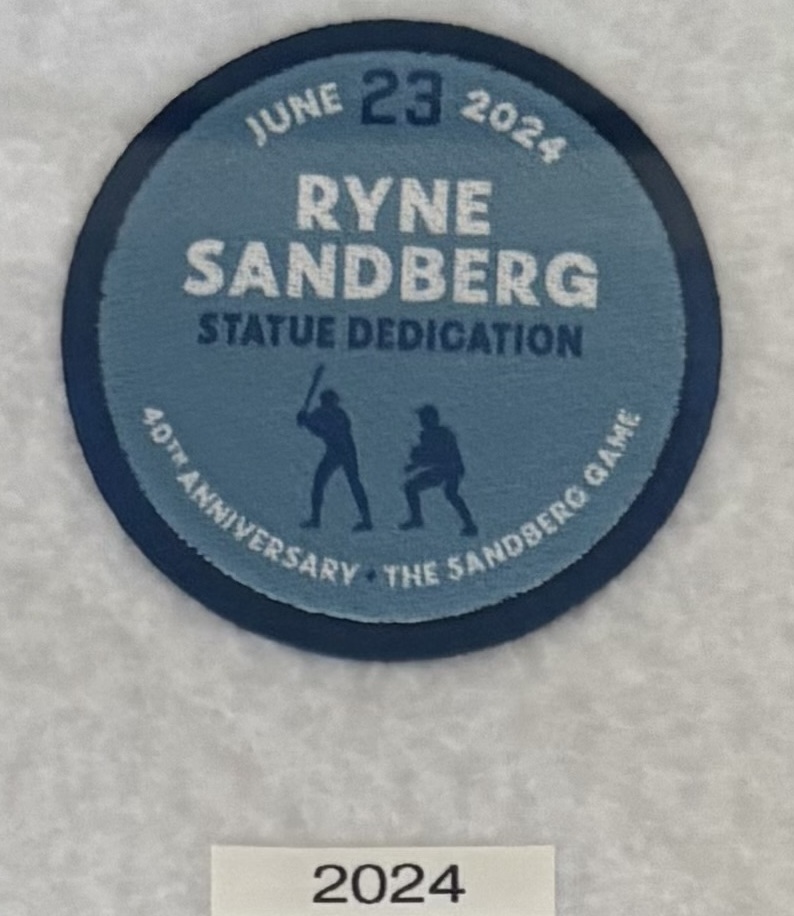 JUNE 23 2024
RYNE
SANDBERG
STATUE DEDICATION
40TH ANNIVERSARY • THE SANDBERG GAME
2024